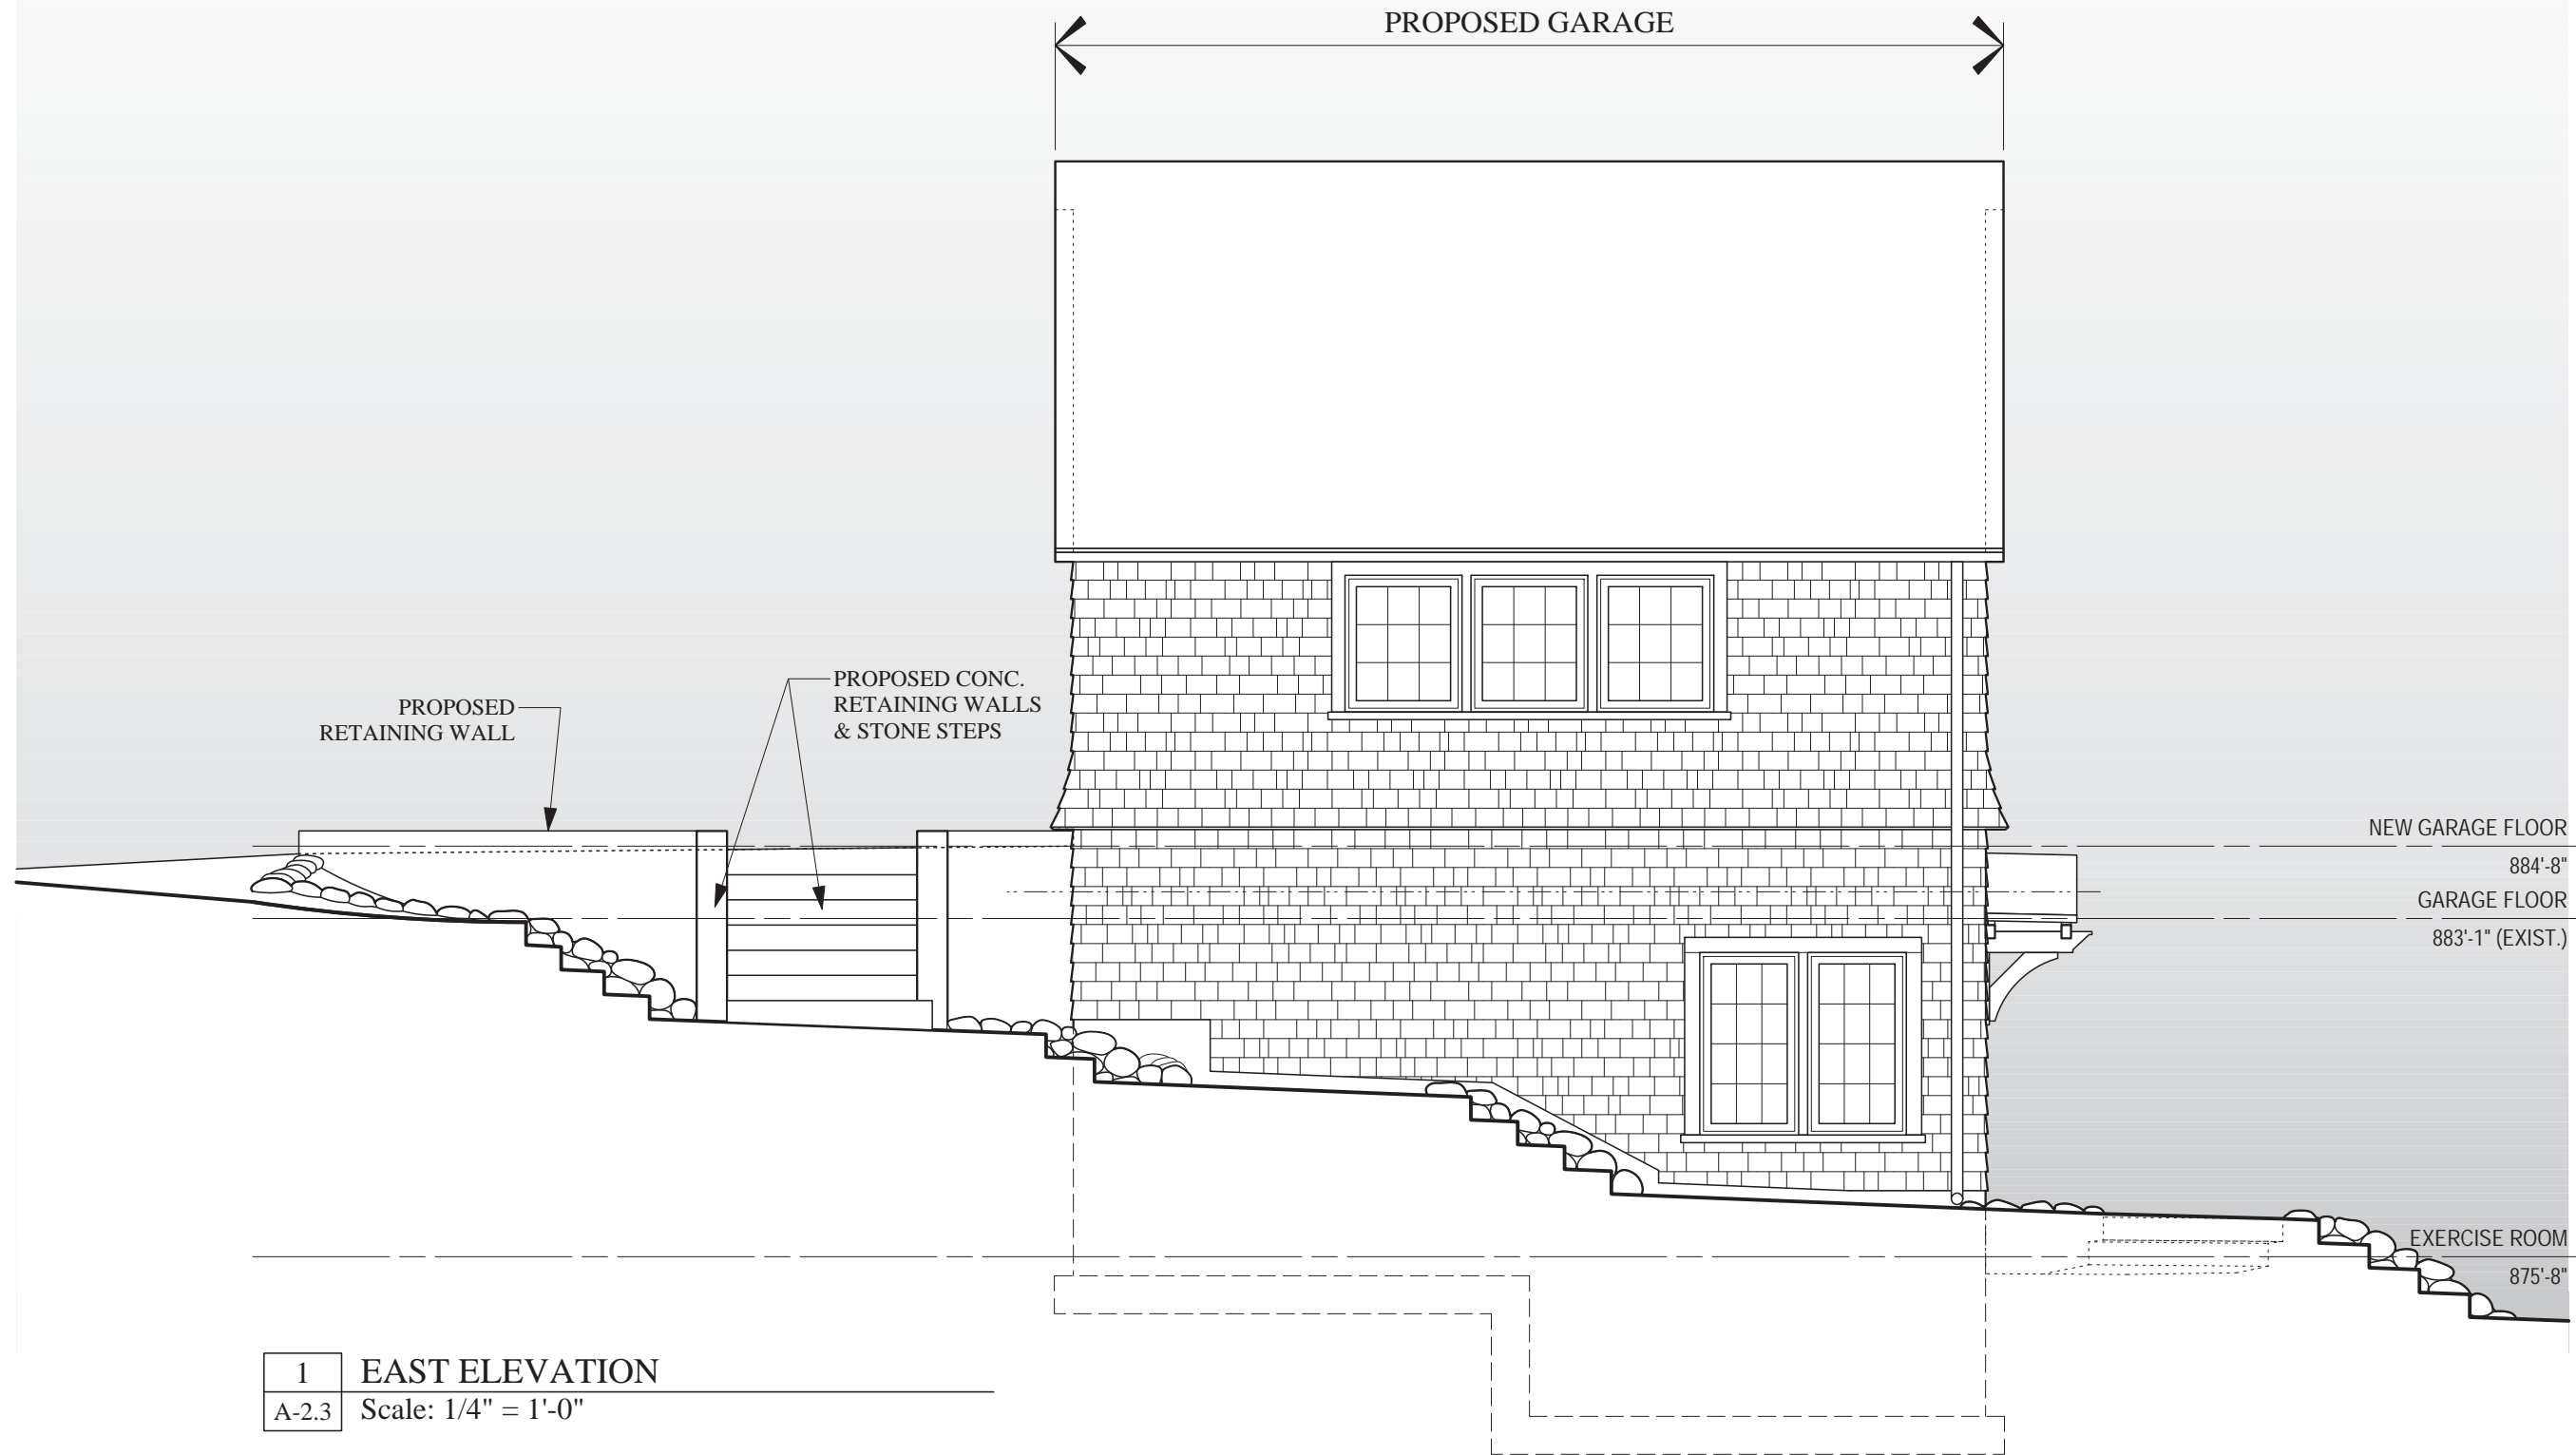 PROPOSED GARAGE
PROPOSED
RETAINING WALL
PROPOSED CONC.
RETAINING WALLS
& STONE STEPS
NEW GARAGE FLOOR
884'-8"
GARAGE FLOOR
883'-1" (EXIST.)
EXERCISE ROOM
875'-8"
1
EAST ELEVATION
A-2.3
Scale: 1/4" = 1'-0"